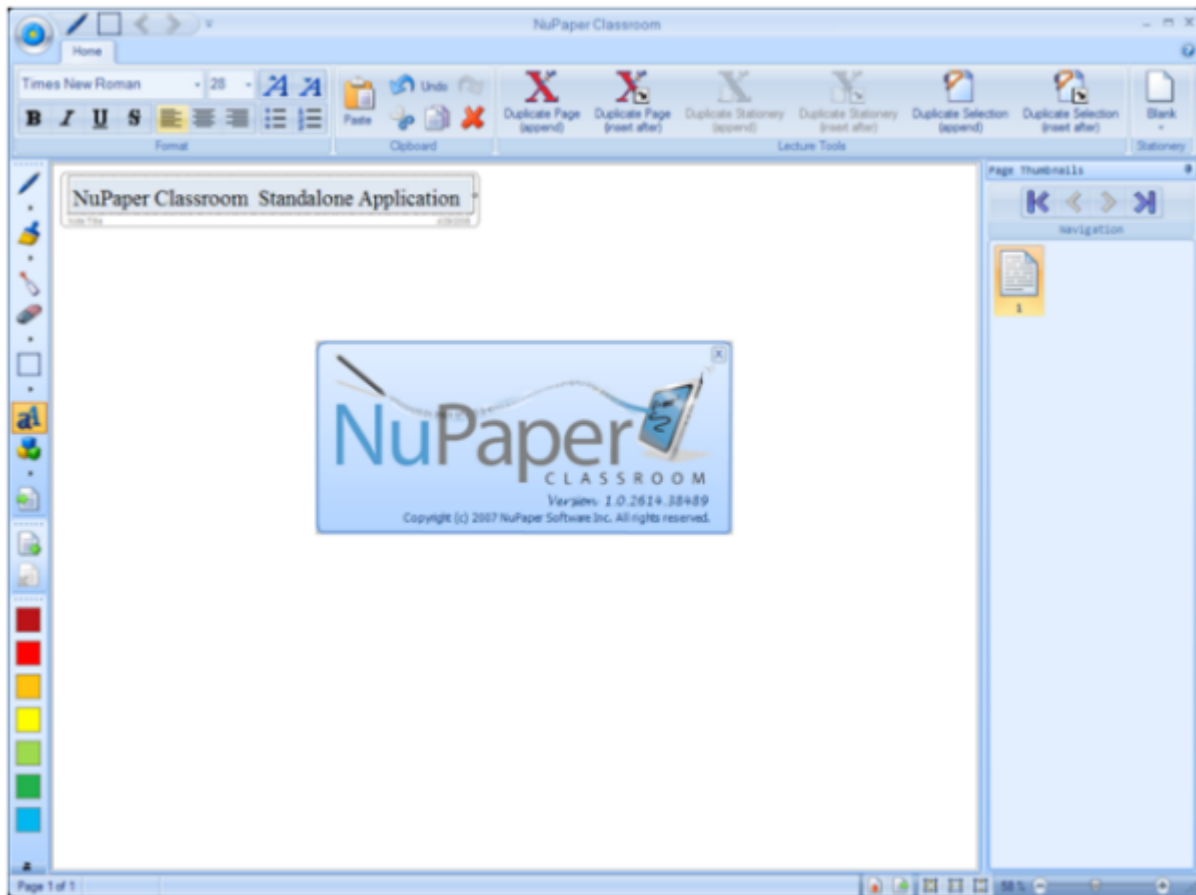 NuPaper Classroom
Home
Times New Roman 28 A A
B I U S
Format
Paste
Undo
Clipboard
Duplicate Page (append)
Duplicate Page (insert after)
Duplicate Stationery (append)
Duplicate Stationery (insert after)
Duplicate Selection (append)
Duplicate Selection (insert after)
Lecture Tools
Blank
Stationery
NuPaper Classroom Standalone Application
Page Thumbnails
Navigation
1
NuPaper
CLASSROOM
Version: 1.0.2614.38489
Copyright (c) 2007 NuPaper Software Inc. All rights reserved.
aA
Page 1 of 1
58%